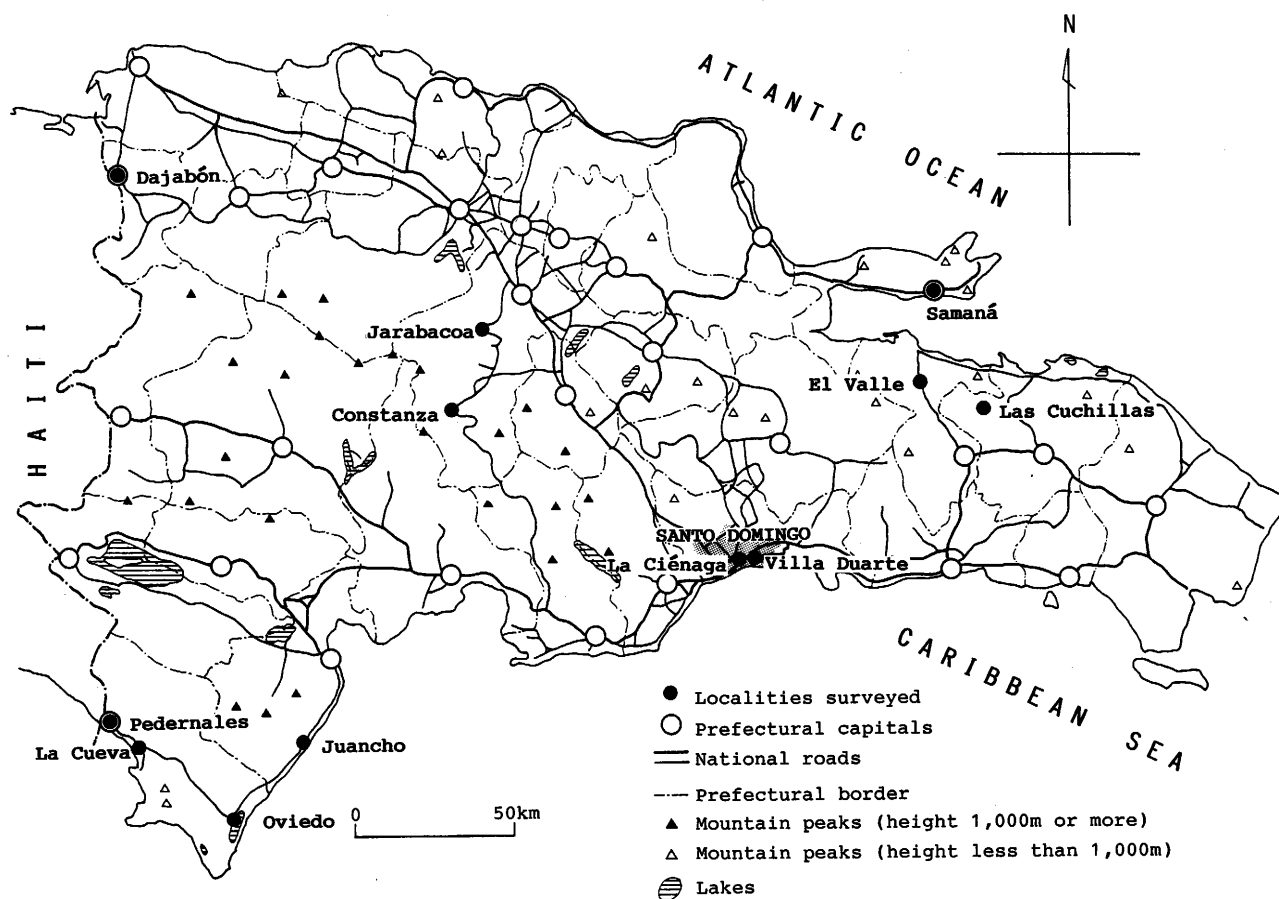 N
ATLANTIC OCEAN
Dajabón
Samaná
HAITI
Jarabacoa
El Valle
Constanza
Las Cuchillas
SANTO DOMINGO
La Ciénaga
Villa Duarte
CARIBBEAN SEA
Pedernales
La Cueva
Juancho
Oviedo
0 50km
Localities surveyed
Prefectural capitals
National roads
Prefectural border
Mountain peaks (height 1,000m or more)
Mountain peaks (height less than 1,000m)
Lakes